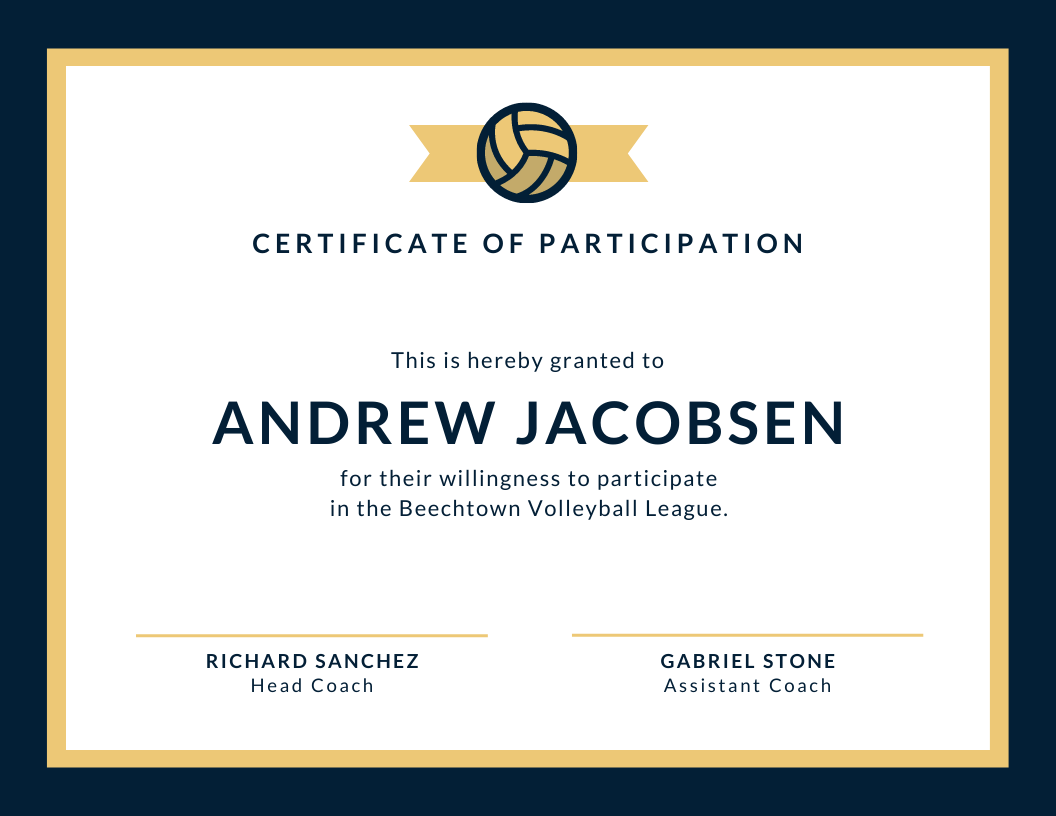 CERTIFICATE OF PARTICIPATION
This is hereby granted to
ANDREW JACOBSEN
for their willingness to participate
in the Beechtown Volleyball League.
RICHARD SANCHEZ
Head Coach
GABRIEL STONE
Assistant Coach